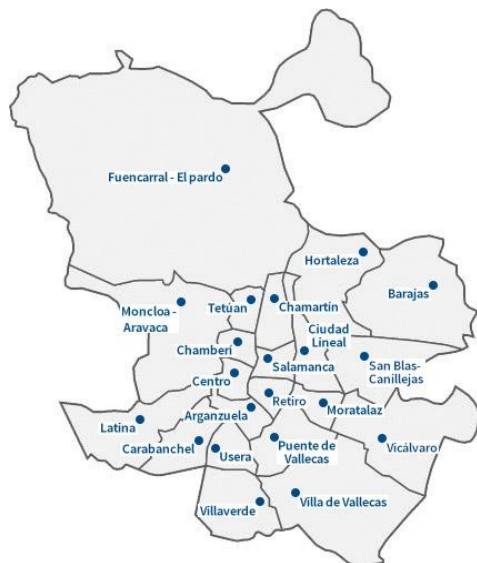 Fuencarral - El pardo
Hortaleza
Barajas
Moncloa -
Aravaca
Tetúan
Chamartín
Ciudad
Lineal
Chamberí
Salamanca
San Blas-
Canillejas
Centro
Retiro
Arganzuela
Moratalaz
Latina
Carabanchel
Usera
Puente de
Vallecas
Vicálvaro
Villaverde
Villa de Vallecas